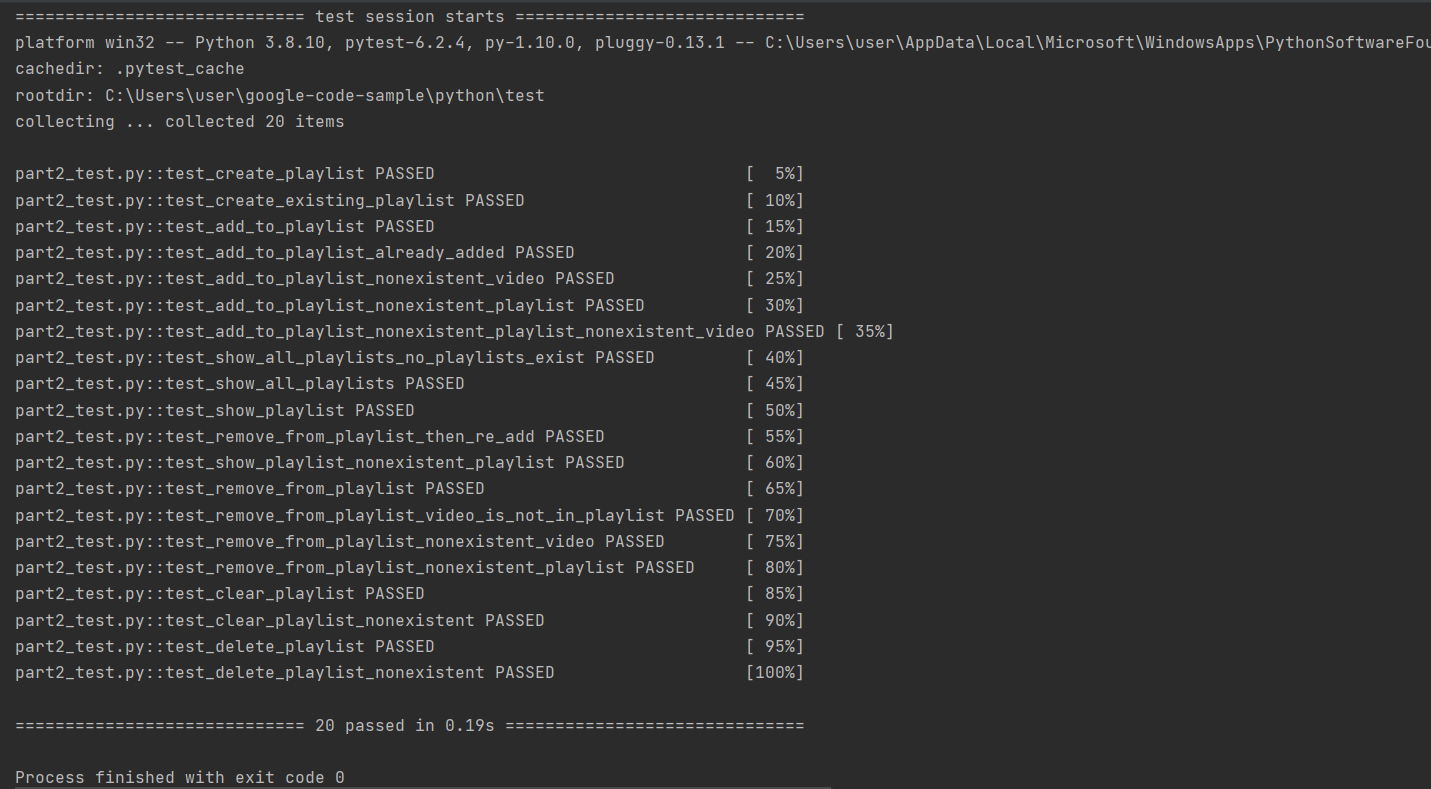 ============================= test session starts =============================
platform win32 -- Python 3.8.10, pytest-6.2.4, py-1.10.0, pluggy-0.13.1 -- C:\Users\user\AppData\Local\Microsoft\WindowsApps\PythonSoftwareFou
cachedir: .pytest_cache
rootdir: C:\Users\user\google-code-sample\python\test
collecting ... collected 20 items
part2_test.py::test_create_playlist PASSED                               [  5%]
part2_test.py::test_create_existing_playlist PASSED                      [ 10%]
part2_test.py::test_add_to_playlist PASSED                               [ 15%]
part2_test.py::test_add_to_playlist_already_added PASSED                 [ 20%]
part2_test.py::test_add_to_playlist_nonexistent_video PASSED             [ 25%]
part2_test.py::test_add_to_playlist_nonexistent_playlist PASSED          [ 30%]
part2_test.py::test_add_to_playlist_nonexistent_playlist_nonexistent_video PASSED [ 35%]
part2_test.py::test_show_all_playlists_no_playlists_exist PASSED         [ 40%]
part2_test.py::test_show_all_playlists PASSED                            [ 45%]
part2_test.py::test_show_playlist PASSED                                 [ 50%]
part2_test.py::test_remove_from_playlist_then_re_add PASSED              [ 55%]
part2_test.py::test_show_playlist_nonexistent_playlist PASSED            [ 60%]
part2_test.py::test_remove_from_playlist PASSED                          [ 65%]
part2_test.py::test_remove_from_playlist_video_is_not_in_playlist PASSED [ 70%]
part2_test.py::test_remove_from_playlist_nonexistent_video PASSED        [ 75%]
part2_test.py::test_remove_from_playlist_nonexistent_playlist PASSED     [ 80%]
part2_test.py::test_clear_playlist PASSED                                [ 85%]
part2_test.py::test_clear_playlist_nonexistent PASSED                    [ 90%]
part2_test.py::test_delete_playlist PASSED                               [ 95%]
part2_test.py::test_delete_playlist_nonexistent PASSED                   [100%]
============================= 20 passed in 0.19s ==============================
Process finished with exit code 0